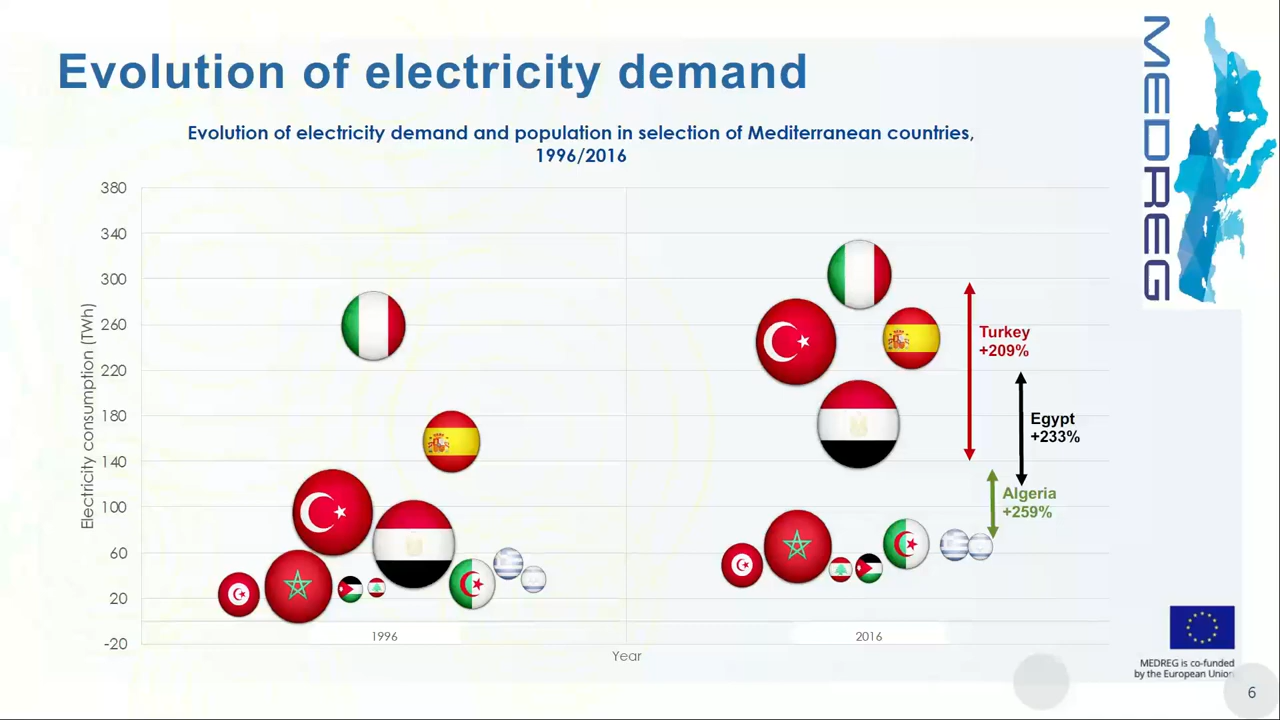 Evolution of electricity demand
Evolution of electricity demand and population in selection of Mediterranean countries,
1996/2016
380
340
300
260
220
180
140
100
60
20
-20
Electricity consumption (TWh)
1996
2016
Year
Turkey
+209%
Egypt
+233%
Algeria
+259%
MEDREG
MEDREG is co-funded
by the European Union
6